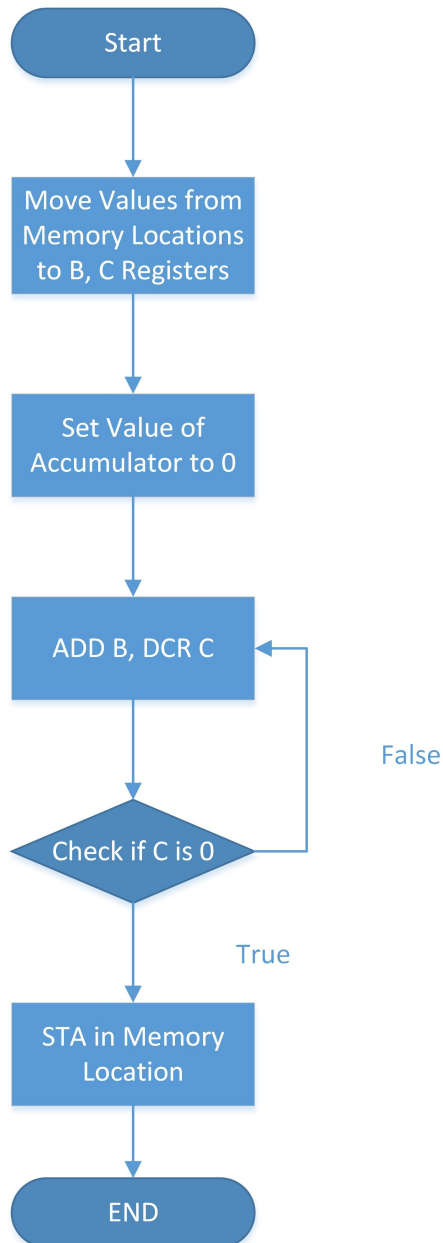 Start
Move Values from
Memory Locations
to B, C Registers
Set Value of
Accumulator to 0
ADD B, DCR C
False
Check if C is 0
True
STA in Memory
Location
END